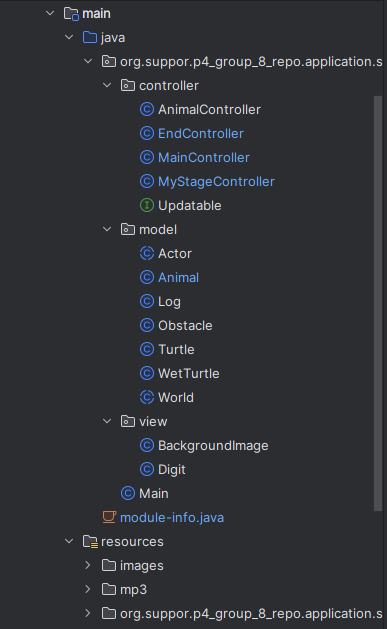 main
java
org.suppor.p4_group_8_repo.application.s
controller
AnimalController
EndController
MainController
MyStageController
Updatable
model
Actor
Animal
Log
Obstacle
Turtle
WetTurtle
World
view
BackgroundImage
Digit
Main
module-info.java
resources
images
mp3
org.suppor.p4_group_8_repo.application.s